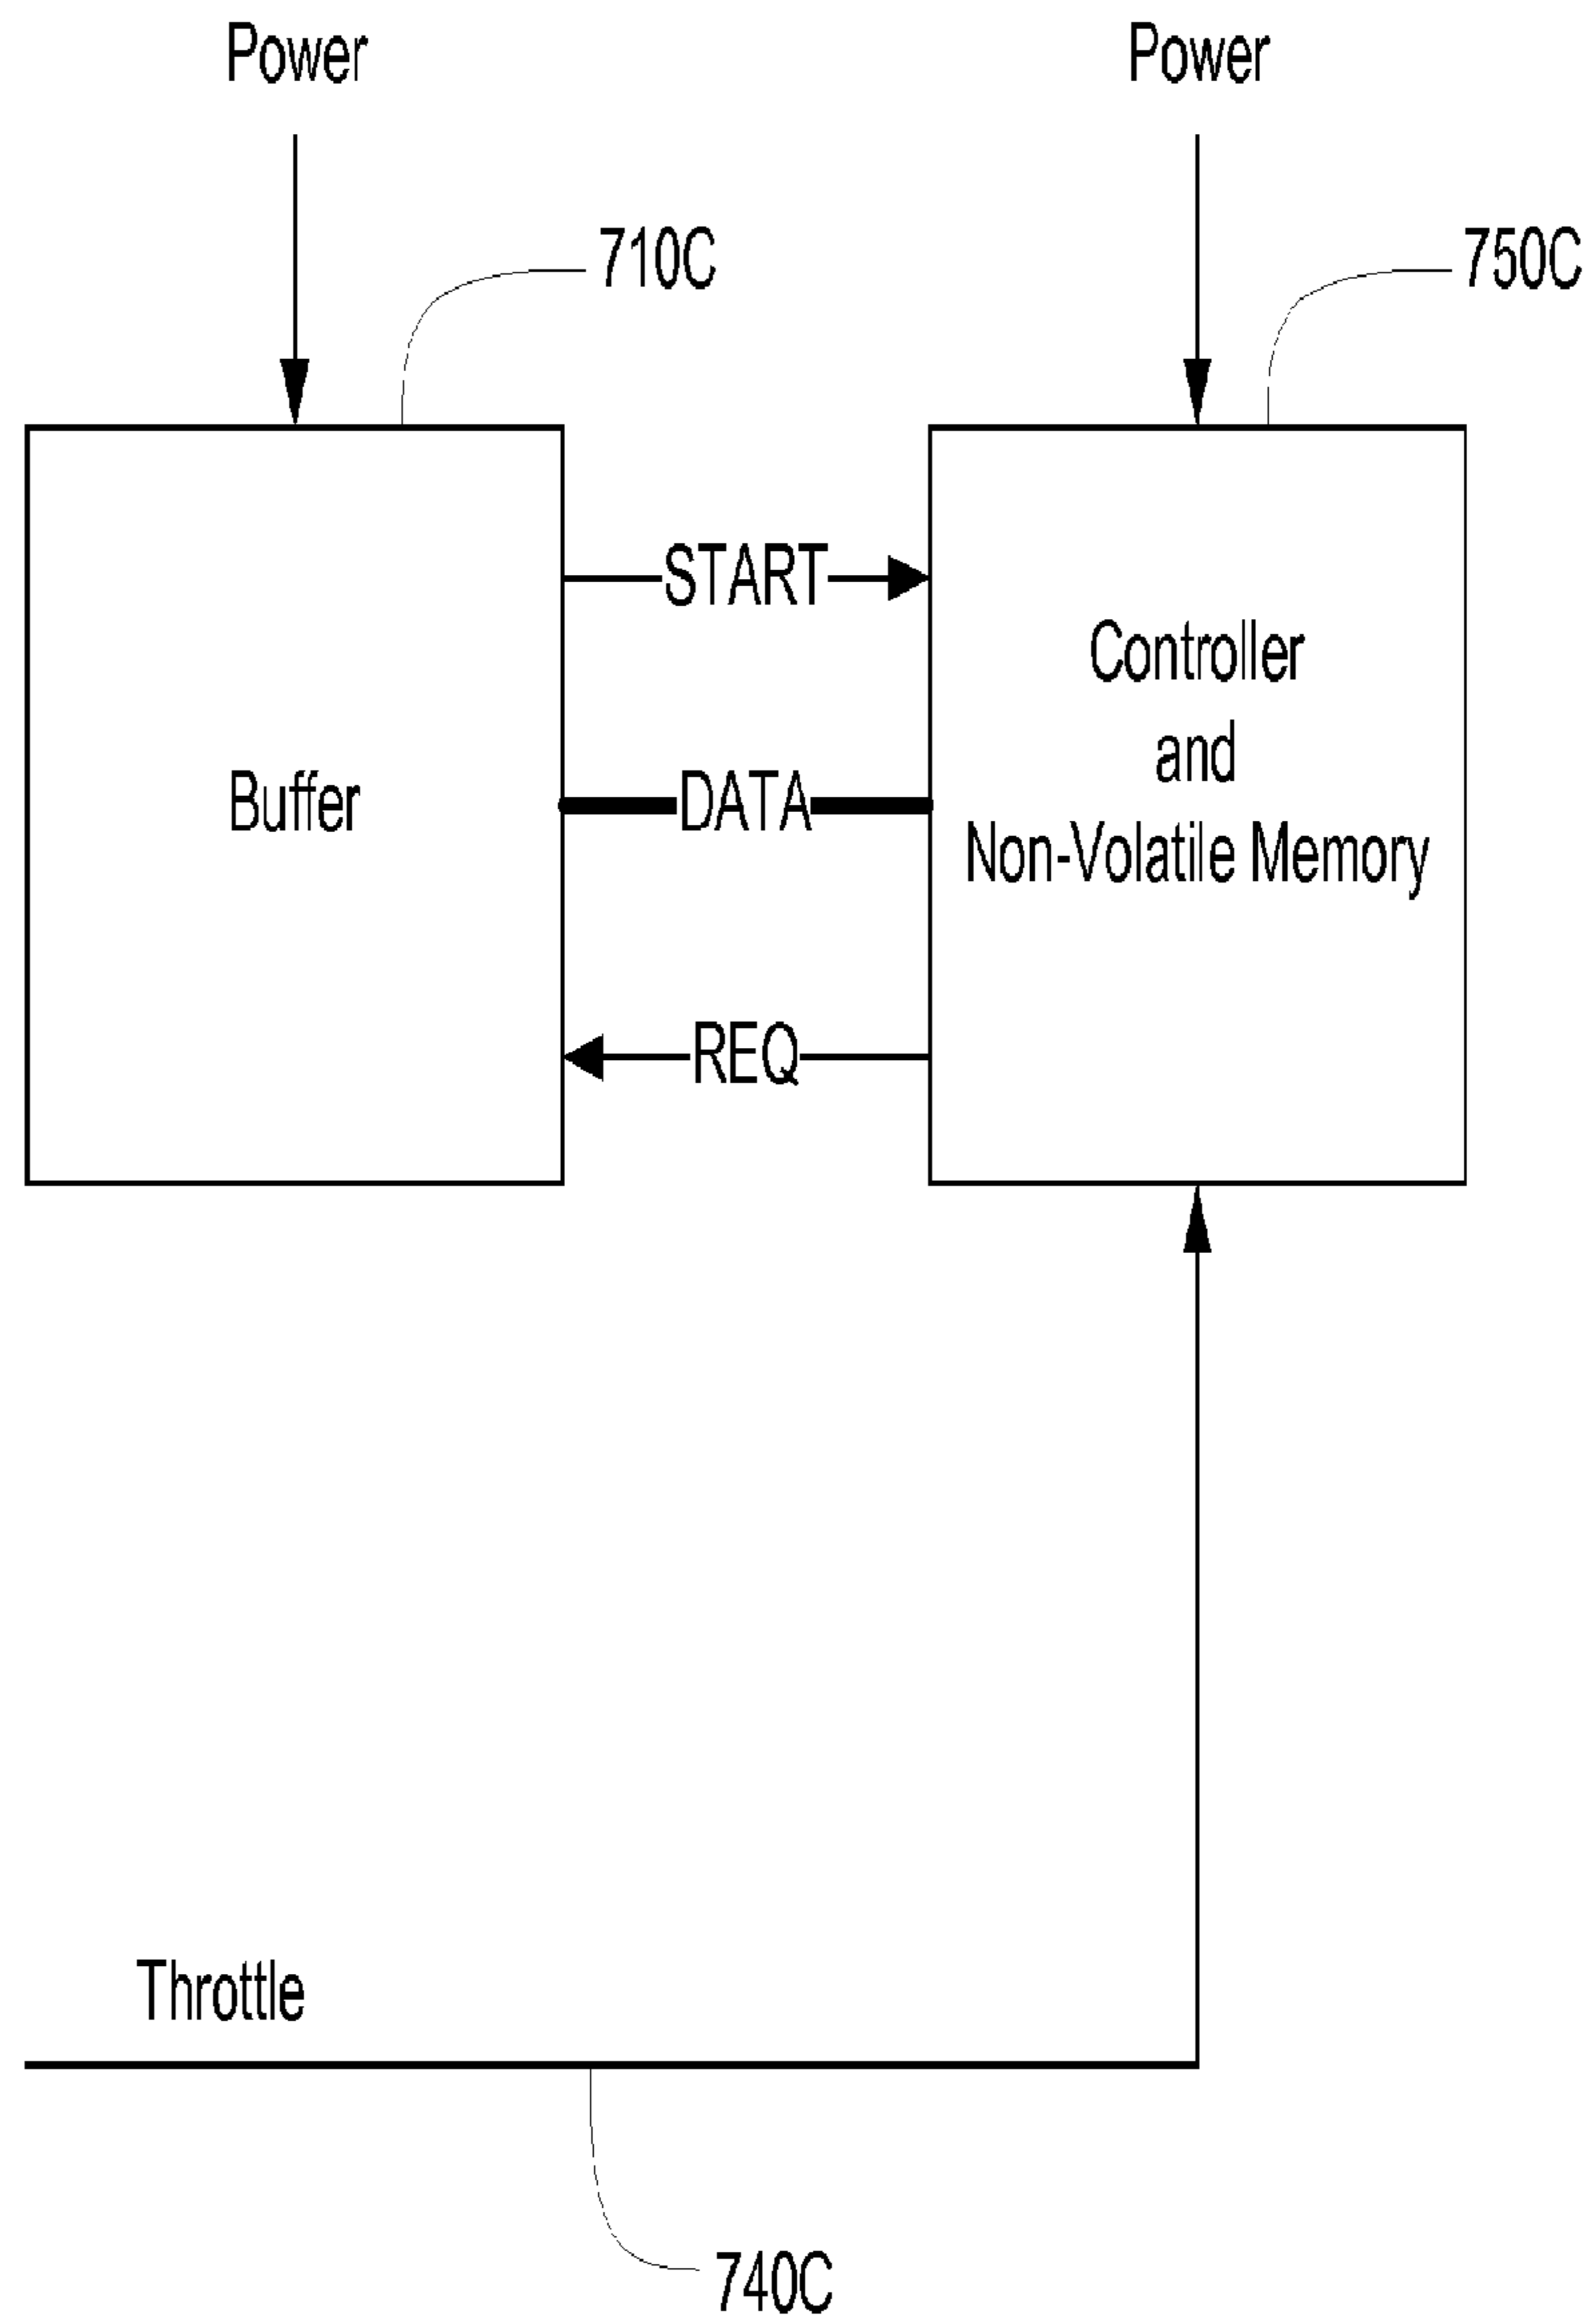 Power
Power
710C
750C
START
Controller
and
Buffer
DATA
Non-Volatile Memory
REQ
Throttle
740C